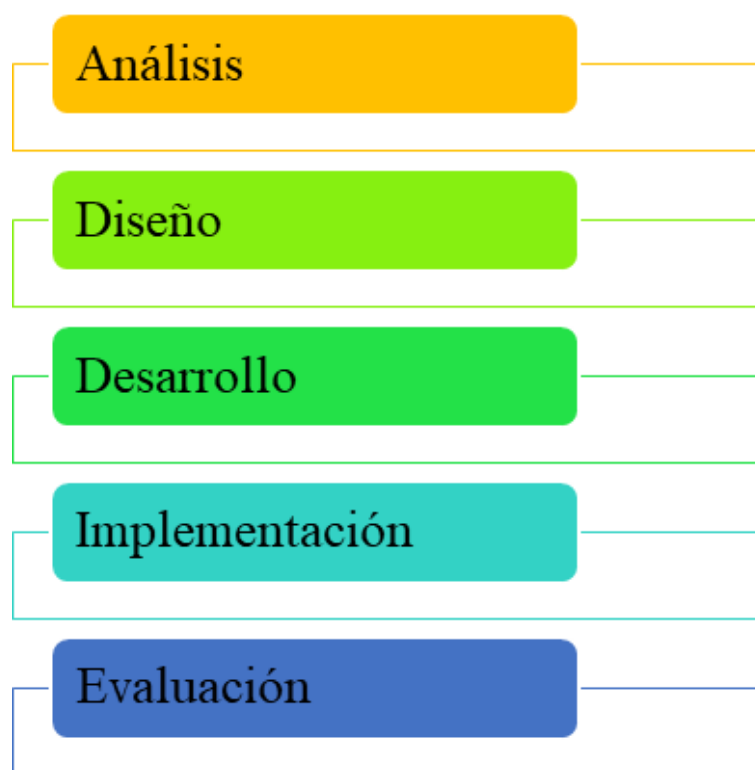 Análisis
Diseño
Desarrollo
Implementación
Evaluación